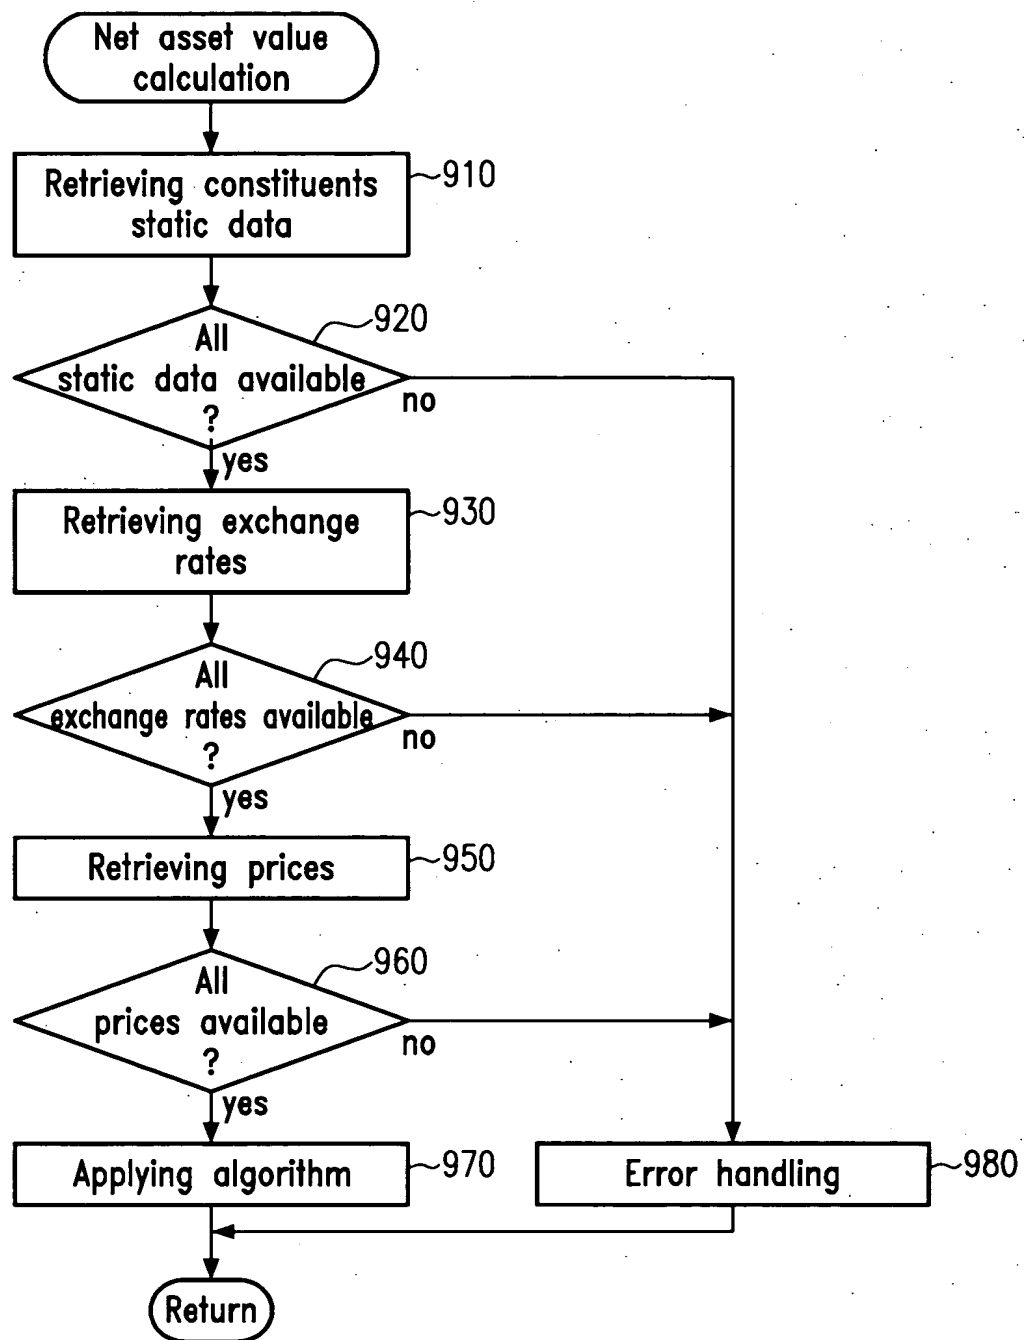 Net asset value
calculation
Retrieving constituents
static data
910
All
static data available
?
920
no
yes
Retrieving exchange
rates
930
All
exchange rates available
?
940
no
yes
Retrieving prices
950
All
prices available
?
960
no
yes
Applying algorithm
970
Error handling
980
Return